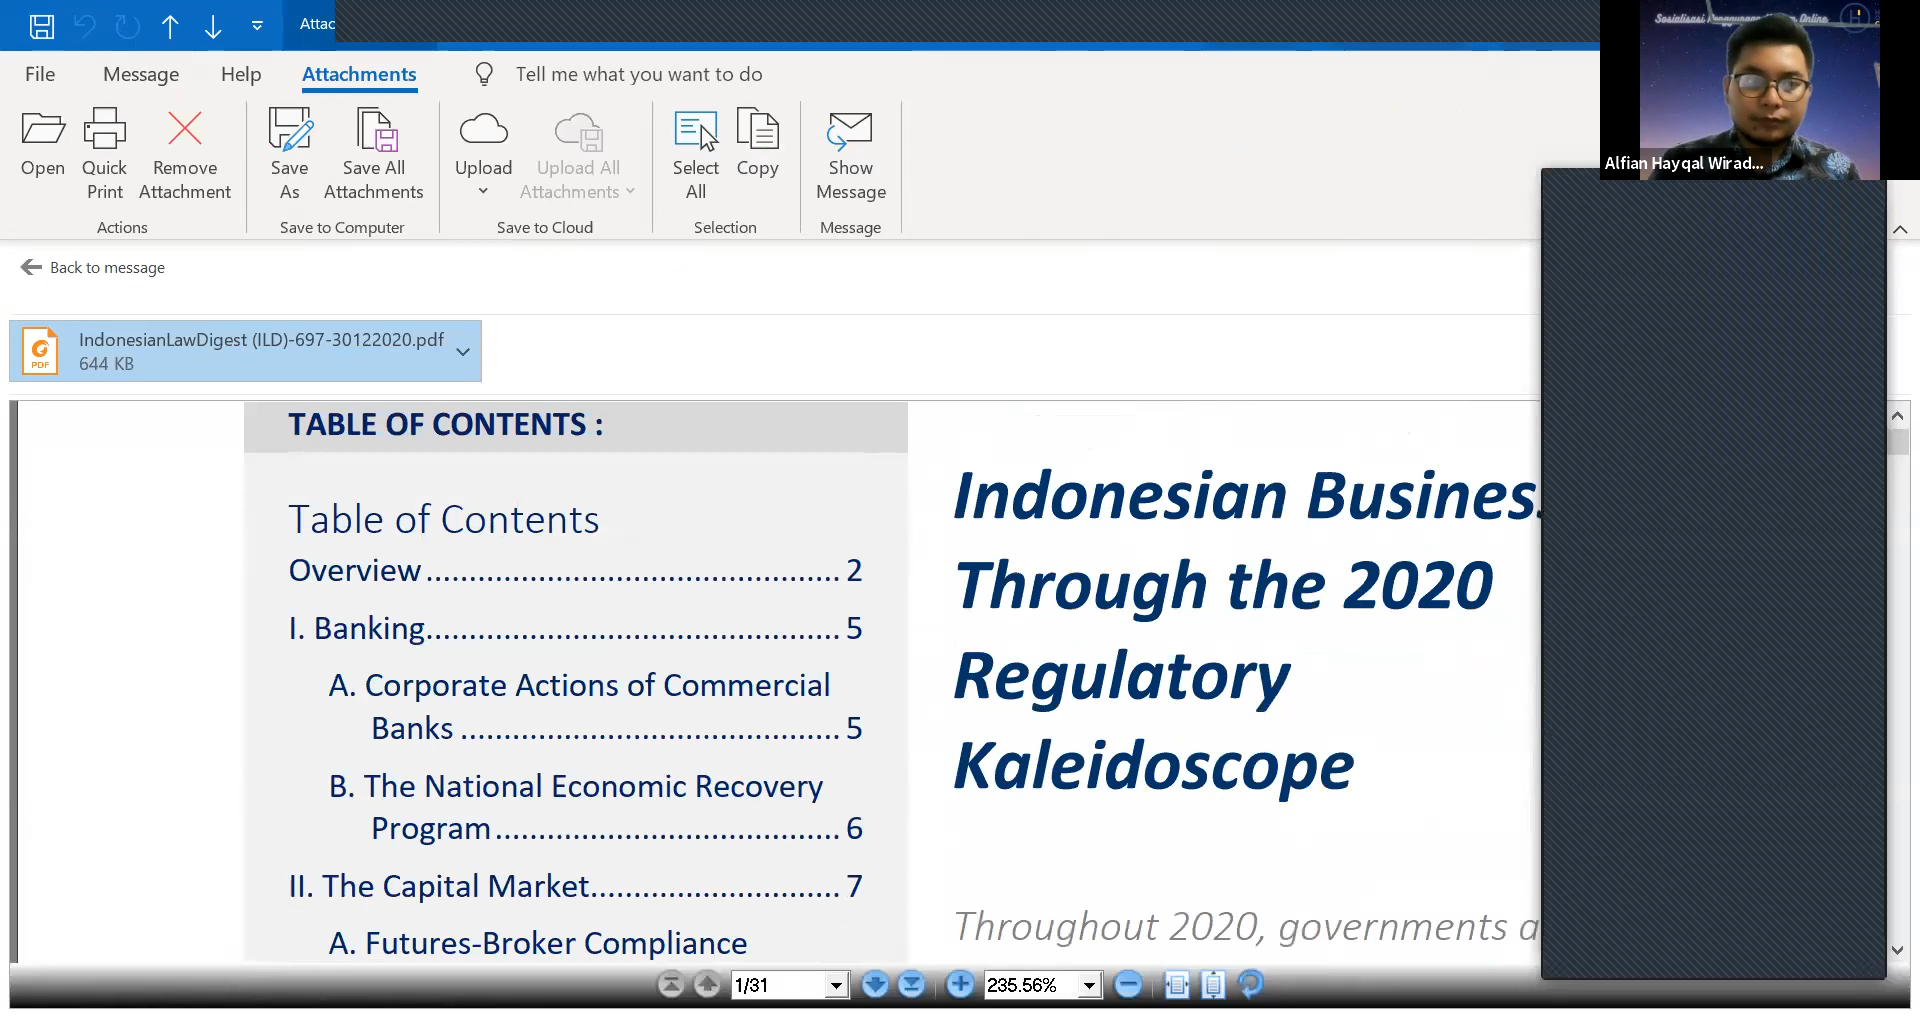 Attac
File Message Help Attachments Tell me what you want to do
Open Quick Print Remove Attachment Save As Save All Attachments Upload Upload All Attachments Select All Copy Show Message
Actions Save to Computer Save to Cloud Selection Message
Sosialisasi Online
Alfian Hayqal Wirad...
Back to message
IndonesianLawDigest (ILD)-697-30122020.pdf
644 KB
PDF
TABLE OF CONTENTS :
Table of Contents
Overview................................................ 2
I. Banking................................................ 5
A. Corporate Actions of Commercial
Banks ............................................ 5
B. The National Economic Recovery
Program........................................ 6
II. The Capital Market............................. 7
A. Futures-Broker Compliance
Indonesian Busines
Through the 2020
Regulatory
Kaleidoscope
Throughout 2020, governments a
1/31
235.56%